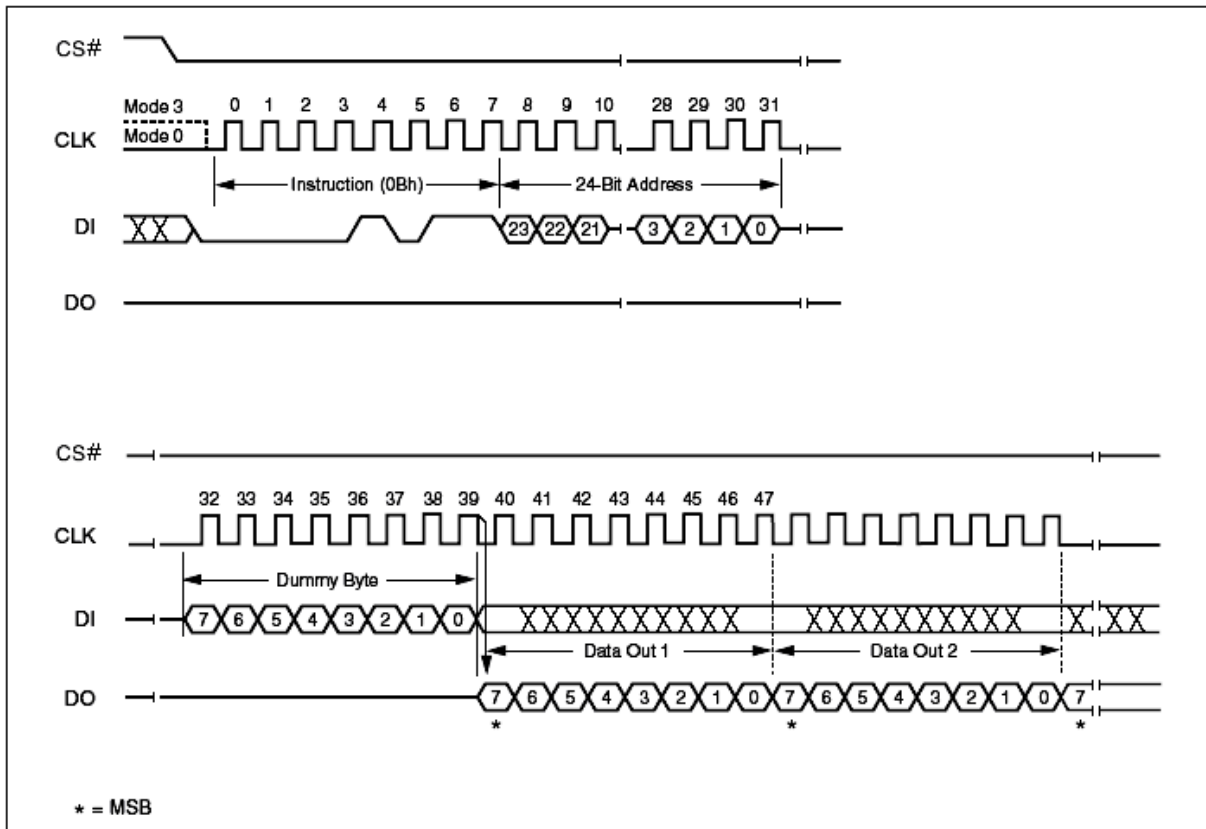 CS#
Mode 3 0 1 2 3 4 5 6 7 8 9 10 28 29 30 31
Mode 0
CLK
Instruction (0Bh) 24-Bit Address
DI 23 22 21 3 2 1 0
DO
CS#
32 33 34 35 36 37 38 39 40 41 42 43 44 45 46 47
CLK
Dummy Byte
DI 7 6 5 4 3 2 1 0
Data Out 1 Data Out 2
DO 7 6 5 4 3 2 1 0 7 6 5 4 3 2 1 0 7
* * *
* = MSB